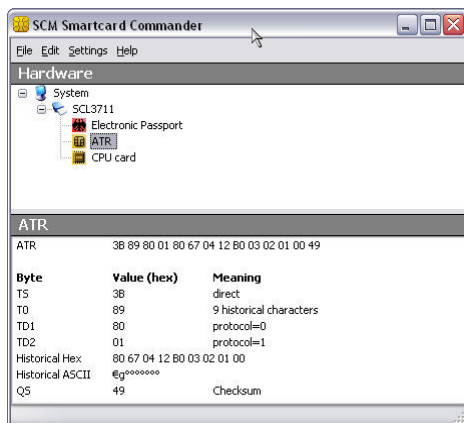 SCM Smartcard Commander
File Edit Settings Help
Hardware
System
SCL3711
Electronic Passport
ATR
CPU card
ATR
ATR 3B 89 80 01 80 67 04 12 B0 03 02 01 00 49
Byte Value (hex) Meaning
TS 3B direct
T0 89 9 historical characters
TD1 80 protocol=0
TD2 01 protocol=1
Historical Hex 80 67 04 12 B0 03 02 01 00
Historical ASCII €g°°°°°°°
QS 49 Checksum